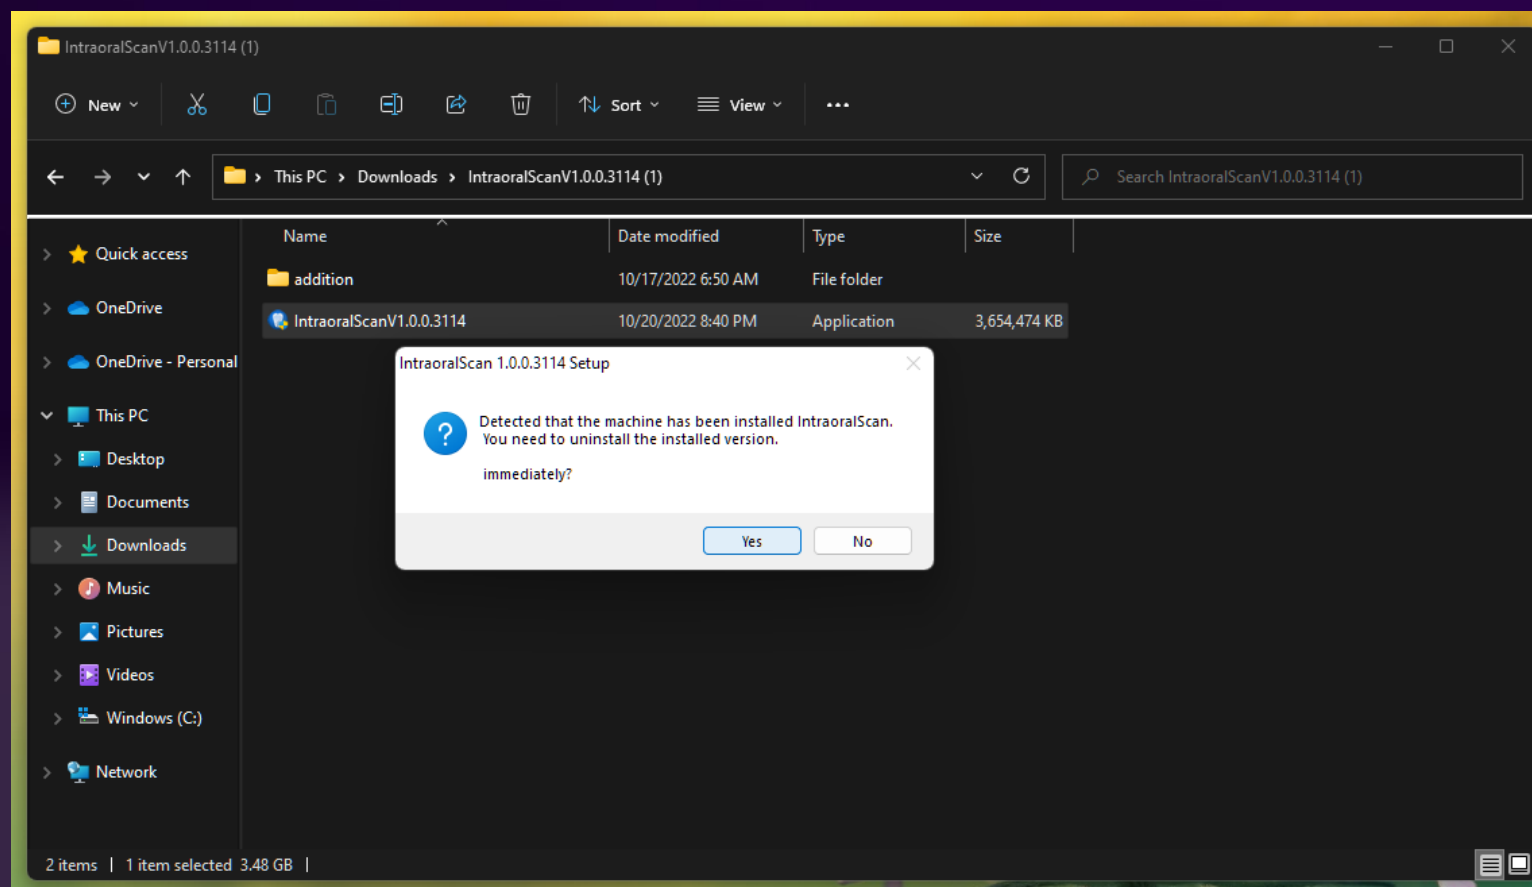 IntraoralScanV1.0.0.3114 (1)
New
Sort
View
This PC > Downloads > IntraoralScanV1.0.0.3114 (1)
Search IntraoralScanV1.0.0.3114 (1)
Name Date modified Type Size
Quick access
OneDrive
OneDrive - Personal
This PC
Desktop
Documents
Downloads
Music
Pictures
Videos
Windows (C:)
Network
addition 10/17/2022 6:50 AM File folder
IntraoralScanV1.0.0.3114 10/20/2022 8:40 PM Application 3,654,474 KB
IntraoralScan 1.0.0.3114 Setup
Detected that the machine has been installed IntraoralScan.
You need to uninstall the installed version.
immediately?
Yes No
2 items | 1 item selected 3.48 GB |